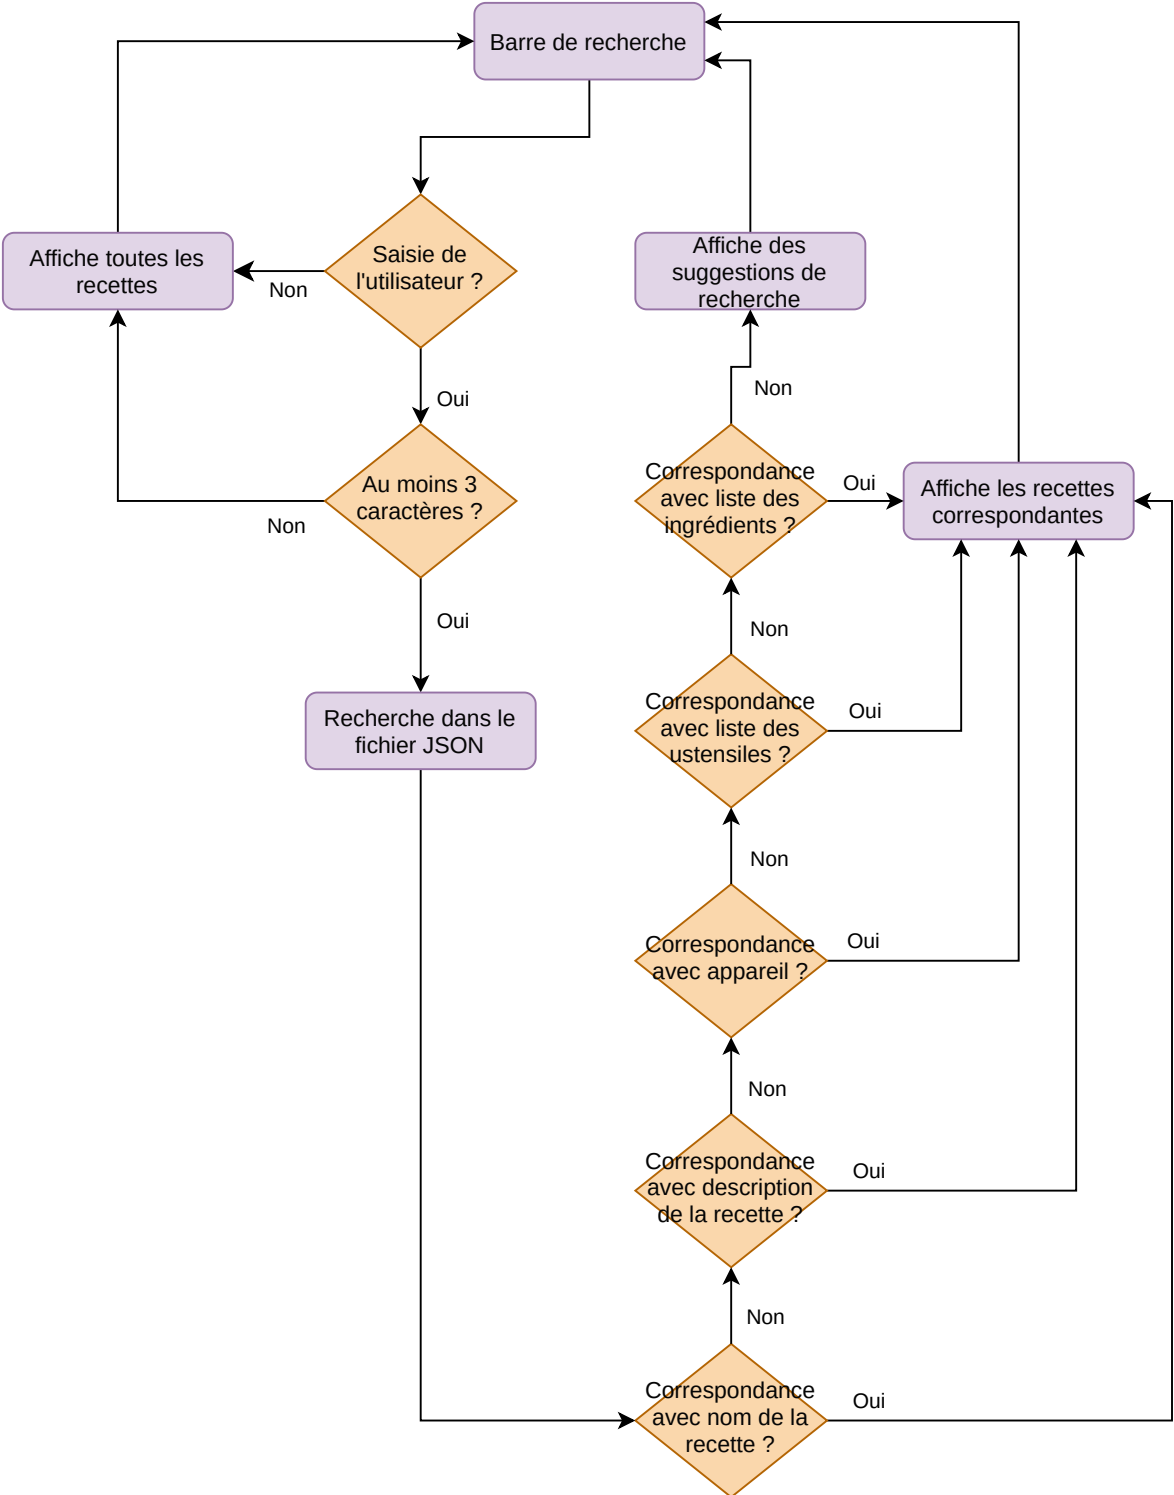 Barre de recherche
Affiche toutes les
recettes
Non
Saisie de
l'utilisateur ?
Affiche des
suggestions de
recherche
Oui
Non
Au moins 3
caractères ?
Non
Correspondance
avec liste des
ingrédients ?
Oui
Affiche les recettes
correspondantes
Oui
Non
Recherche dans le
fichier JSON
Correspondance
avec liste des
ustensiles ?
Oui
Non
Correspondance
avec appareil ?
Oui
Non
Correspondance
avec description
de la recette ?
Oui
Non
Correspondance
avec nom de la
recette ?
Oui